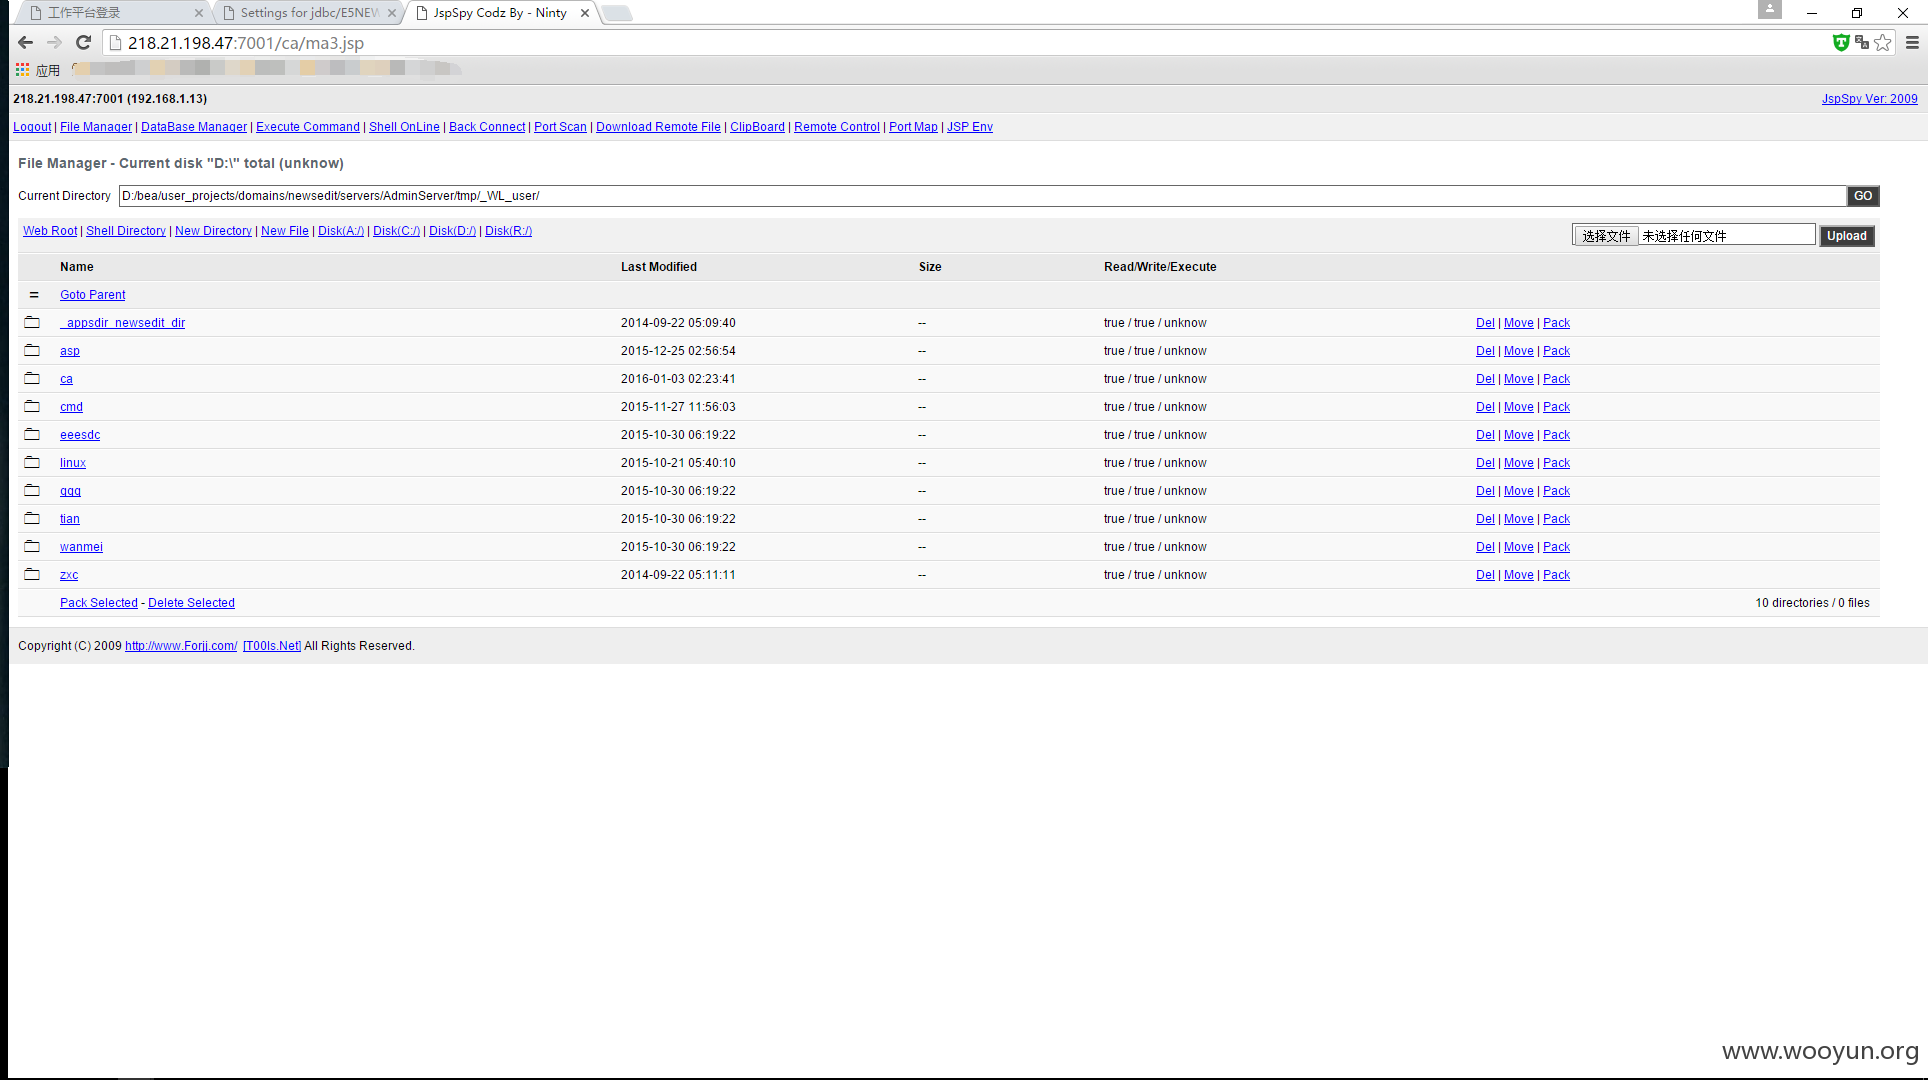 工作平台登录
Settings for jdbc/E5NEW
JspSpy Codz By - Ninty
218.21.198.47:7001/ca/ma3.jsp
应用
218.21.198.47:7001 (192.168.1.13) JspSpy Ver: 2009
Logout | File Manager | DataBase Manager | Execute Command | Shell OnLine | Back Connect | Port Scan | Download Remote File | ClipBoard | Remote Control | Port Map | JSP Env
File Manager - Current disk "D:\" total (unknow)
Current Directory D:/bea/user_projects/domains/newsedit/servers/AdminServer/tmp/_WL_user/ GO
Web Root | Shell Directory | New Directory | New File | Disk(A:/) | Disk(C:/) | Disk(D:/) | Disk(R:/) 选择文件 未选择任何文件 Upload
Name Last Modified Size Read/Write/Execute
= Goto Parent
_appsdir_newsedit_dir 2014-09-22 05:09:40 -- true / true / unknow Del | Move | Pack
asp 2015-12-25 02:56:54 -- true / true / unknow Del | Move | Pack
ca 2016-01-03 02:23:41 -- true / true / unknow Del | Move | Pack
cmd 2015-11-27 11:56:03 -- true / true / unknow Del | Move | Pack
eeesdc 2015-10-30 06:19:22 -- true / true / unknow Del | Move | Pack
linux 2015-10-21 05:40:10 -- true / true / unknow Del | Move | Pack
qqq 2015-10-30 06:19:22 -- true / true / unknow Del | Move | Pack
tian 2015-10-30 06:19:22 -- true / true / unknow Del | Move | Pack
wanmei 2015-10-30 06:19:22 -- true / true / unknow Del | Move | Pack
zxc 2014-09-22 05:11:11 -- true / true / unknow Del | Move | Pack
Pack Selected - Delete Selected 10 directories / 0 files
Copyright (C) 2009 http://www.Forjj.com/ [T00ls.Net] All Rights Reserved.
www.wooyun.org